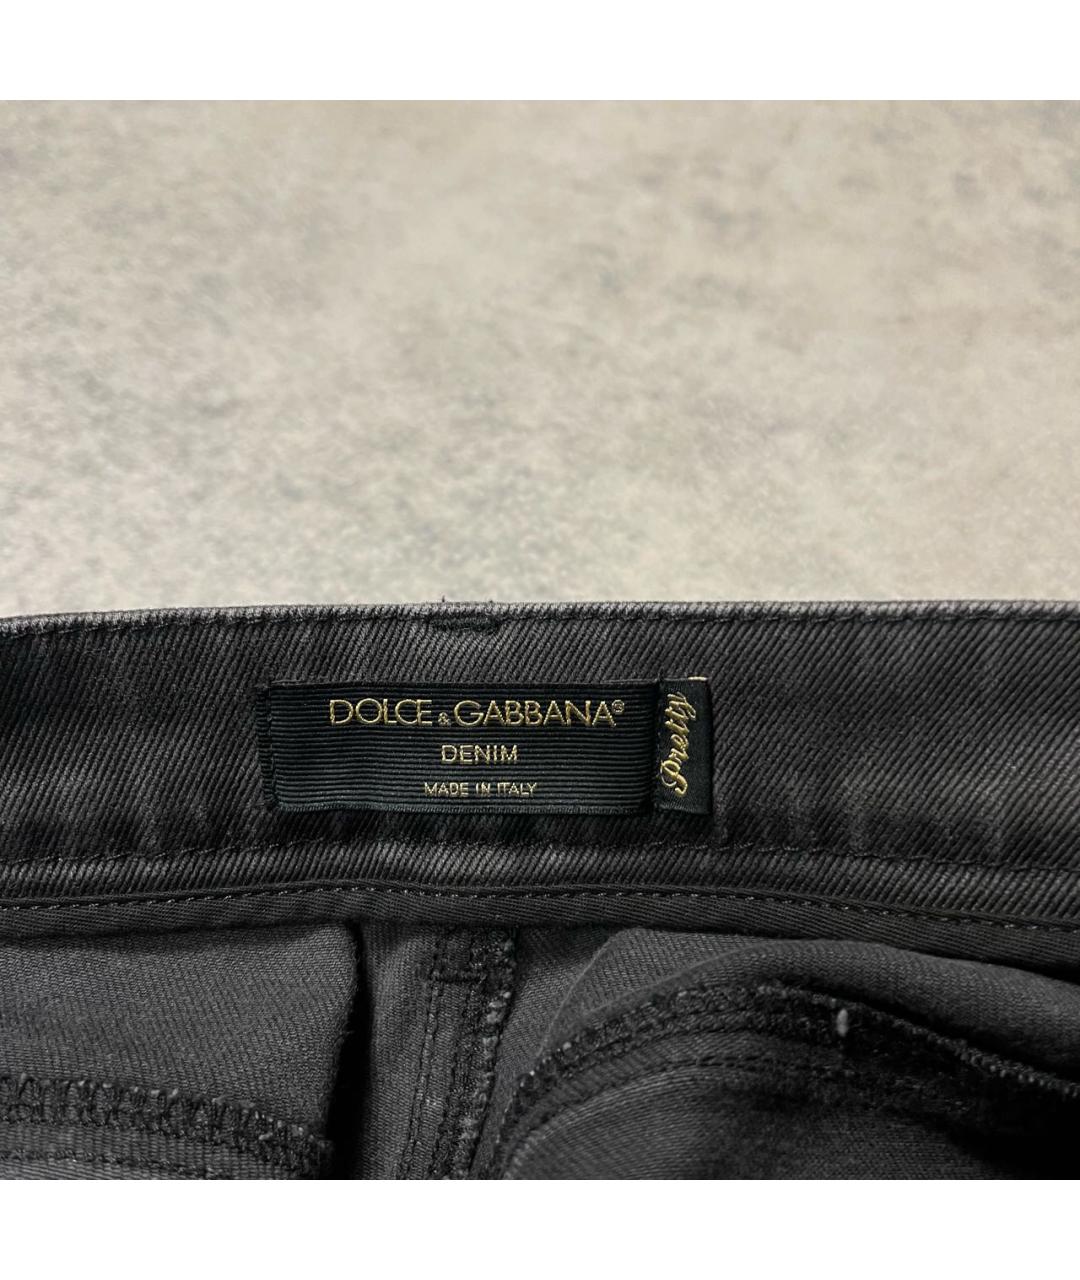 DOLCE & GABBANA®
DENIM
MADE IN ITALY
Pretty